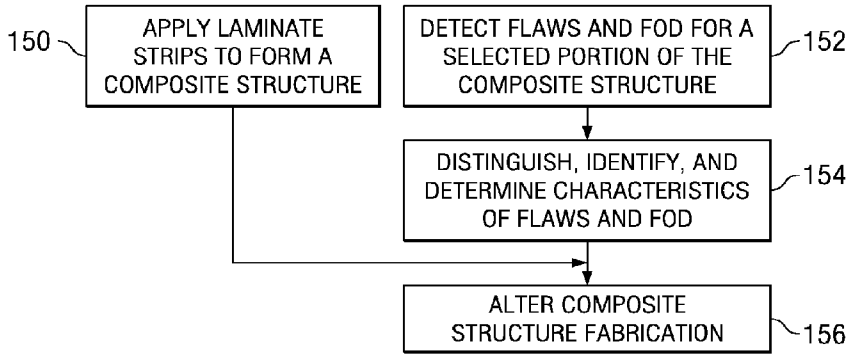 150
APPLY LAMINATE
STRIPS TO FORM A
COMPOSITE STRUCTURE
DETECT FLAWS AND FOD FOR A
SELECTED PORTION OF THE
COMPOSITE STRUCTURE
152
DISTINGUISH, IDENTIFY, AND
DETERMINE CHARACTERISTICS
OF FLAWS AND FOD
154
ALTER COMPOSITE
STRUCTURE FABRICATION
156